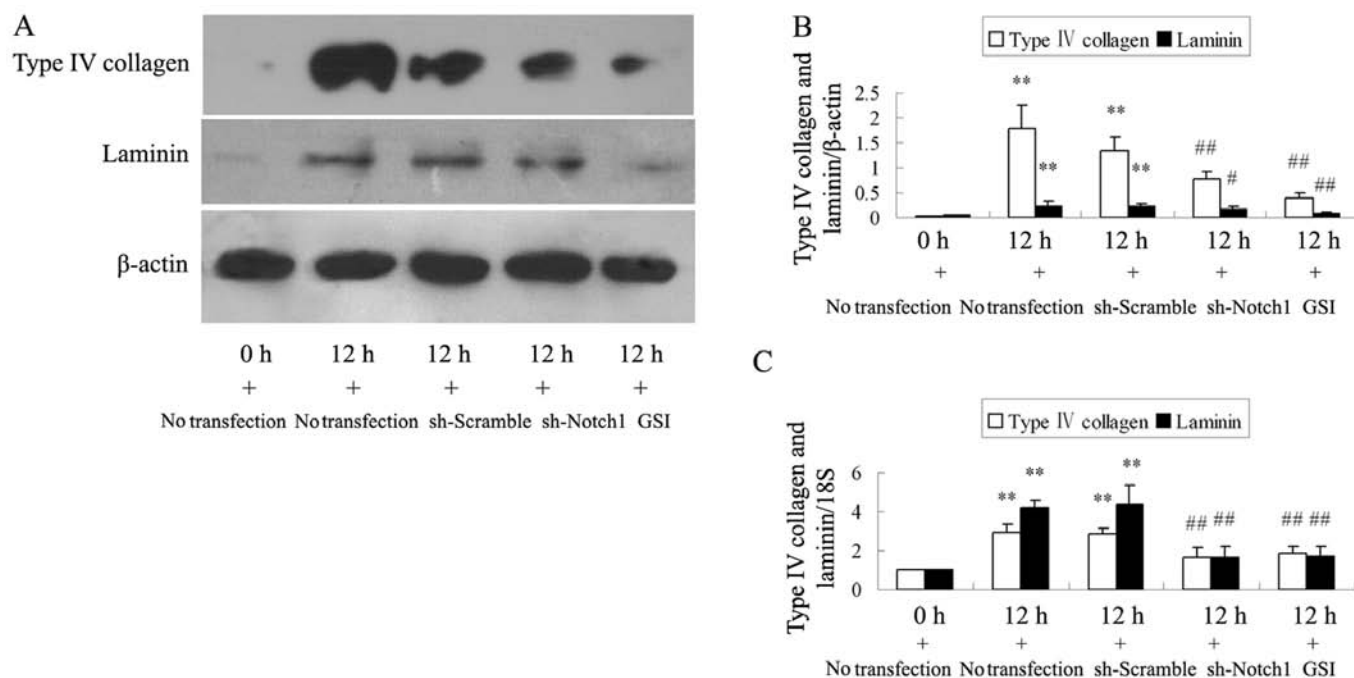 A
Type IV collagen
Laminin
β-actin
0 h 12 h 12 h 12 h 12 h
+ + + + +
No transfection No transfection sh-Scramble sh-Notch1 GSI
B
Type Ⅳ collagen Laminin
Type IV collagen and
laminin/β-actin
2.5
2
1.5
1
0.5
0
** ** ** ** ## # ## ##
0 h 12 h 12 h 12 h 12 h
+ + + + +
No transfection No transfection sh-Scramble sh-Notch1 GSI
C
Type Ⅳ collagen Laminin
Type IV collagen and
laminin/18S
6
4
2
0
** ** ** ** ## ## ## ##
0 h 12 h 12 h 12 h 12 h
+ + + + +
No transfection No transfection sh-Scramble sh-Notch1 GSI